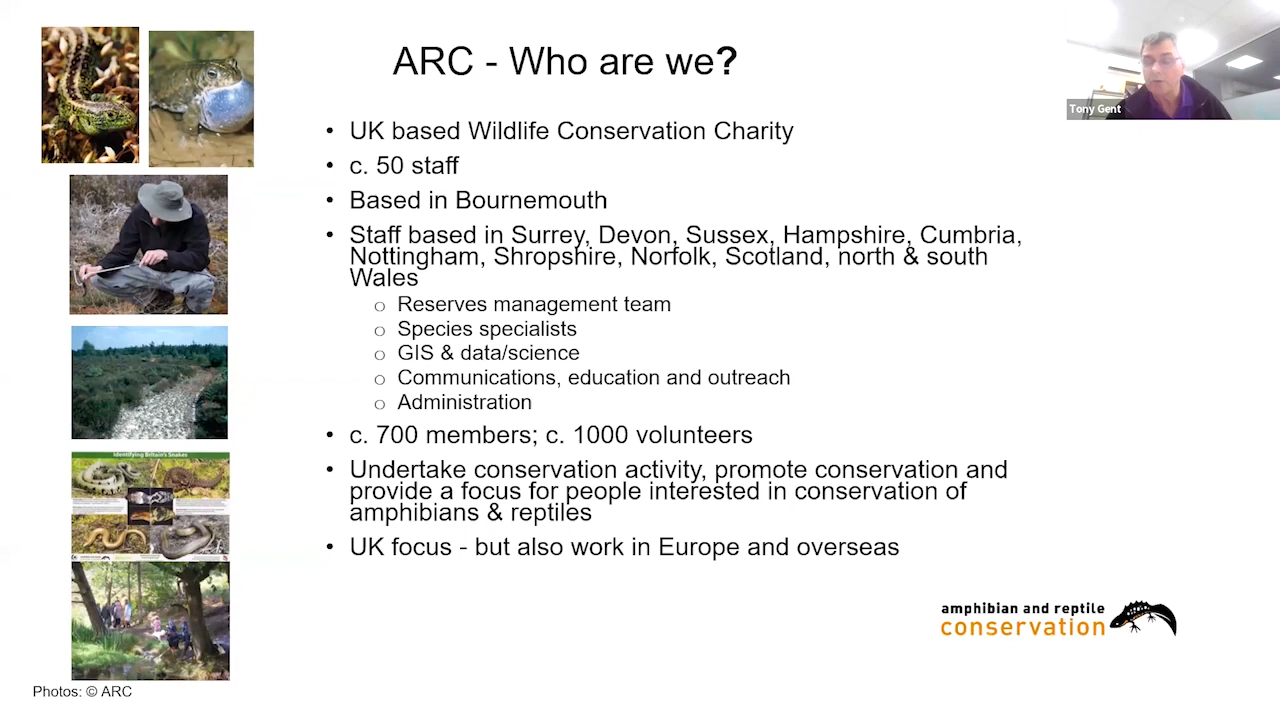 ARC - Who are we?
Tony Gent
• UK based Wildlife Conservation Charity
• c. 50 staff
• Based in Bournemouth
• Staff based in Surrey, Devon, Sussex, Hampshire, Cumbria,
Nottingham, Shropshire, Norfolk, Scotland, north & south
Wales
o Reserves management team
o Species specialists
o GIS & data/science
o Communications, education and outreach
o Administration
• c. 700 members; c. 1000 volunteers
• Undertake conservation activity, promote conservation and
provide a focus for people interested in conservation of
amphibians & reptiles
• UK focus - but also work in Europe and overseas
Identifying Britain's Snakes
amphibian and reptile
conservation
Photos: © ARC